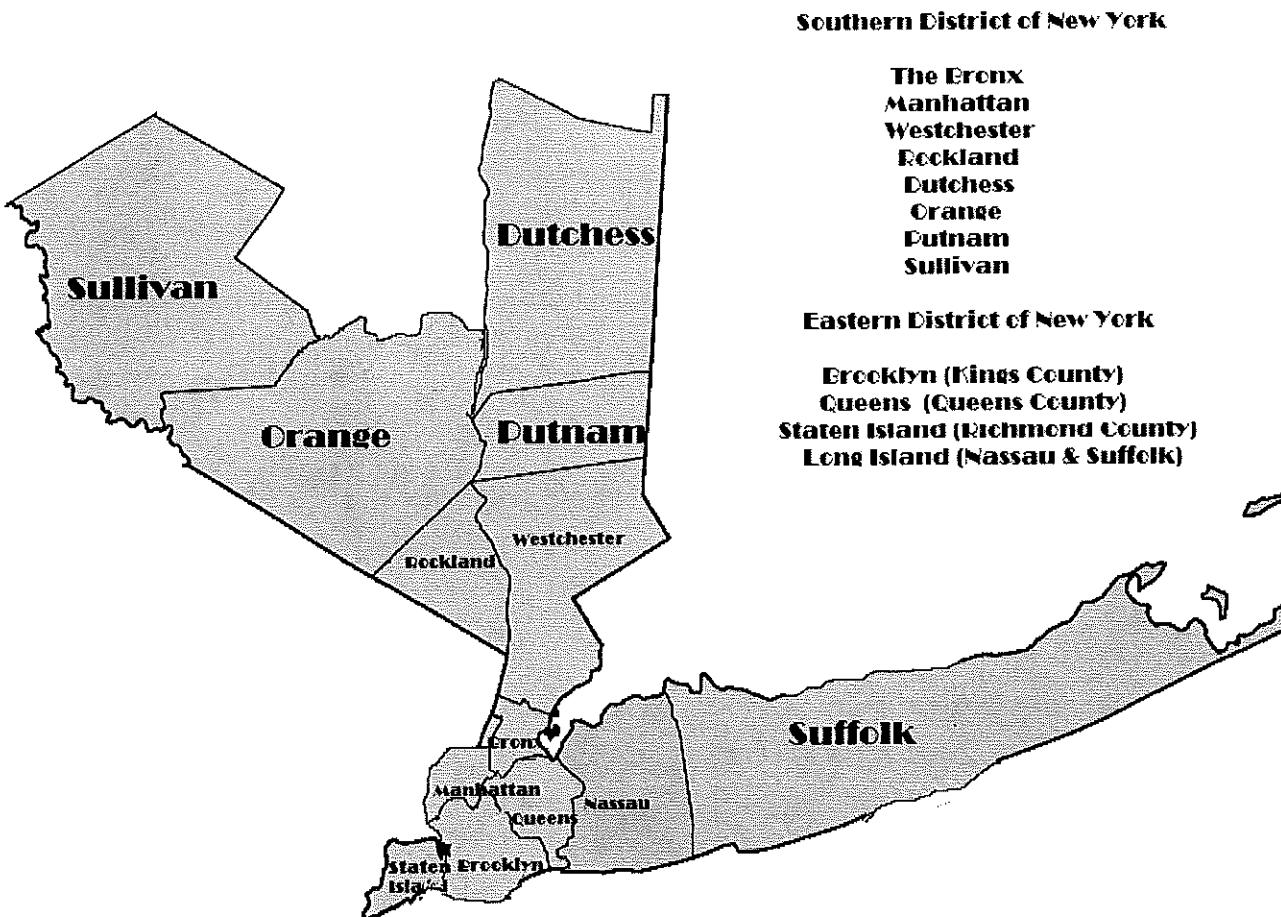 Southern District of New York
The Bronx
Manhattan
Westchester
Rockland
Dutchess
Orange
Putnam
Sullivan
Eastern District of New York
Brooklyn (Kings County)
Queens (Queens County)
Staten Island (Richmond County)
Long Island (Nassau & Suffolk)
Dutchess
Sullivan
Orange
Putnam
Westchester
Rockland
Suffolk
Bronx
Manhattan
Nassau
Queens
Staten
Island
Brooklyn